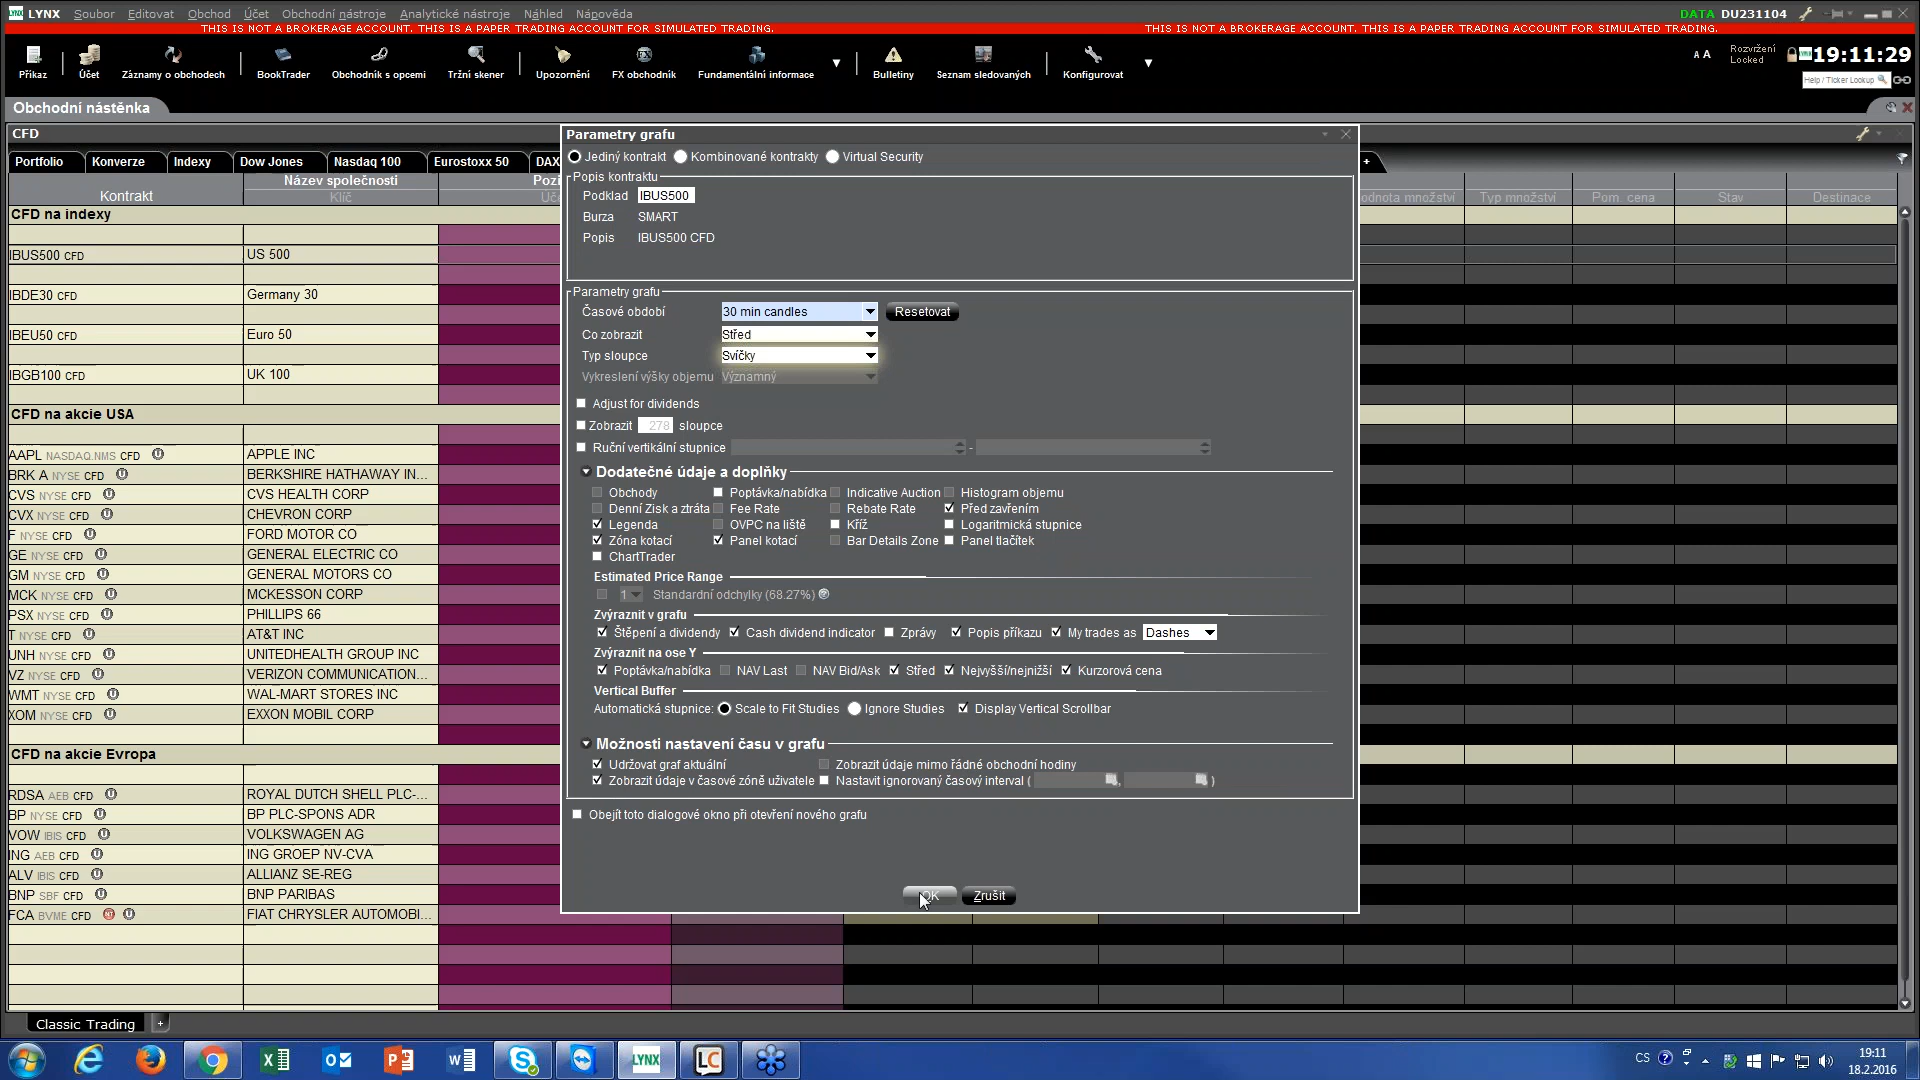 LYNX LYNX Soubor Editovat Obchod Účet Obchodní nástroje Analytické nástroje Náhled Nápověda DATA DU231104
THIS IS NOT A BROKERAGE ACCOUNT. THIS IS A PAPER TRADING ACCOUNT FOR SIMULATED TRADING. THIS IS NOT A BROKERAGE ACCOUNT. THIS IS A PAPER TRADING ACCOUNT FOR SIMULATED TRADING.
Příkaz Účet Záznamy o obchodech BookTrader Obchodník s opcemi Tržní skener Upozornění FX obchodník Fundamentální informace Bulletiny Seznam sledovaných Konfigurovat A A Rozvržení Locked LYNX 19:11:29
Help / Ticker Lookup
Obchodní nástěnka
CFD
Portfolio Konverze Indexy Dow Jones Nasdaq 100 Eurostoxx 50 DAX +
Kontrakt Název společnosti Pozi
Klíč Úče odnota množství Typ množství Pom. cena Stav Destinace
CFD na indexy
IBUS500 CFD US 500
IBDE30 CFD Germany 30
IBEU50 CFD Euro 50
IBGB100 CFD UK 100
CFD na akcie USA
AAPL NASDAQ.NMS CFD APPLE INC
BRK A NYSE CFD BERKSHIRE HATHAWAY IN...
CVS NYSE CFD CVS HEALTH CORP
CVX NYSE CFD CHEVRON CORP
F NYSE CFD FORD MOTOR CO
GE NYSE CFD GENERAL ELECTRIC CO
GM NYSE CFD GENERAL MOTORS CO
MCK NYSE CFD MCKESSON CORP
PSX NYSE CFD PHILLIPS 66
T NYSE CFD AT&T INC
UNH NYSE CFD UNITEDHEALTH GROUP INC
VZ NYSE CFD VERIZON COMMUNICATION...
WMT NYSE CFD WAL-MART STORES INC
XOM NYSE CFD EXXON MOBIL CORP
CFD na akcie Evropa
RDSA AEB CFD ROYAL DUTCH SHELL PLC-...
BP NYSE CFD BP PLC-SPONS ADR
VOW IBIS CFD VOLKSWAGEN AG
ING AEB CFD ING GROEP NV-CVA
ALV IBIS CFD ALLIANZ SE-REG
BNP SBF CFD BNP PARIBAS
FCA BVME CFD FIAT CHRYSLER AUTOMOBI...
Parametry grafu
Jediný kontrakt Kombinované kontrakty Virtual Security
Popis kontraktu
Podklad IBUS500
Burza SMART
Popis IBUS500 CFD
Parametry grafu
Časové období 30 min candles Resetovat
Co zobrazit Střed
Typ sloupce Svíčky
Vykreslení výšky objemu Významný
Adjust for dividends
Zobrazit 278 sloupce
Ruční vertikální stupnice -
Dodatečné údaje a doplňky
Obchody Poptávka/nabídka Indicative Auction Histogram objemu
Denní Zisk a ztráta Fee Rate Rebate Rate Před zavřením
Legenda OVPC na liště Kříž Logaritmická stupnice
Zóna kotací Panel kotací Bar Details Zone Panel tlačítek
ChartTrader
Estimated Price Range
1 Standardní odchylky (68.27%)
Zvýraznit v grafu
Štěpení a dividendy Cash dividend indicator Zprávy Popis příkazu My trades as Dashes
Zvýraznit na ose Y
Poptávka/nabídka NAV Last NAV Bid/Ask Střed Nejvyšší/nejnižší Kurzorová cena
Vertical Buffer
Automatická stupnice: Scale to Fit Studies Ignore Studies Display Vertical Scrollbar
Možnosti nastavení času v grafu
Udržovat graf aktuální Zobrazit údaje mimo řádné obchodní hodiny
Zobrazit údaje v časové zóně uživatele Nastavit ignorovaný časový interval ( , )
Obejít toto dialogové okno při otevření nového grafu
OK Zrušit
Classic Trading +
LYNX LC CS 19:11
18.2.2016